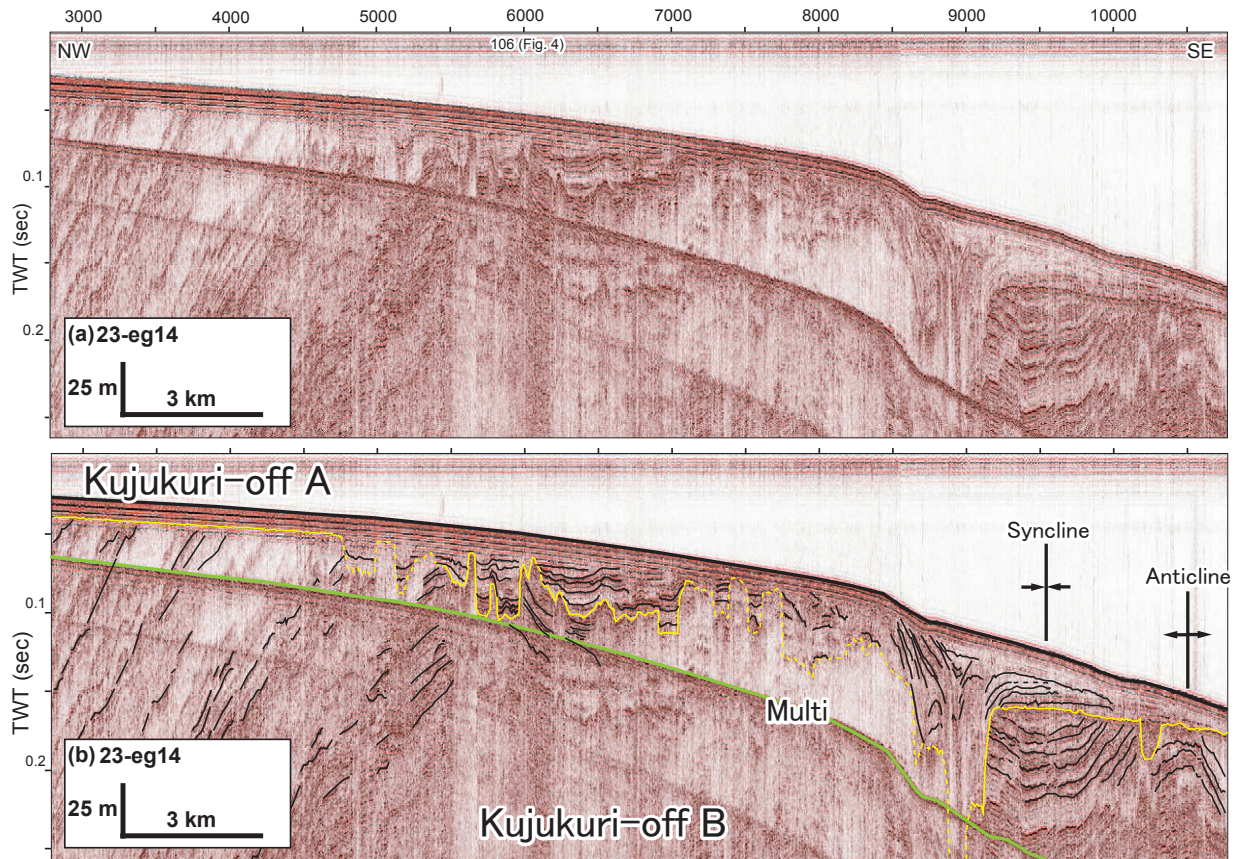 3000 4000 5000 6000 7000 8000 9000 10000
NW 106 (Fig. 4) SE
0.1
TWT (sec)
0.2
(a) 23-eg14
25 m
3 km
Kujukuri-off A
Syncline
Anticline
0.1
TWT (sec)
Multi
(b) 23-eg14
0.2
25 m
3 km
Kujukuri-off B